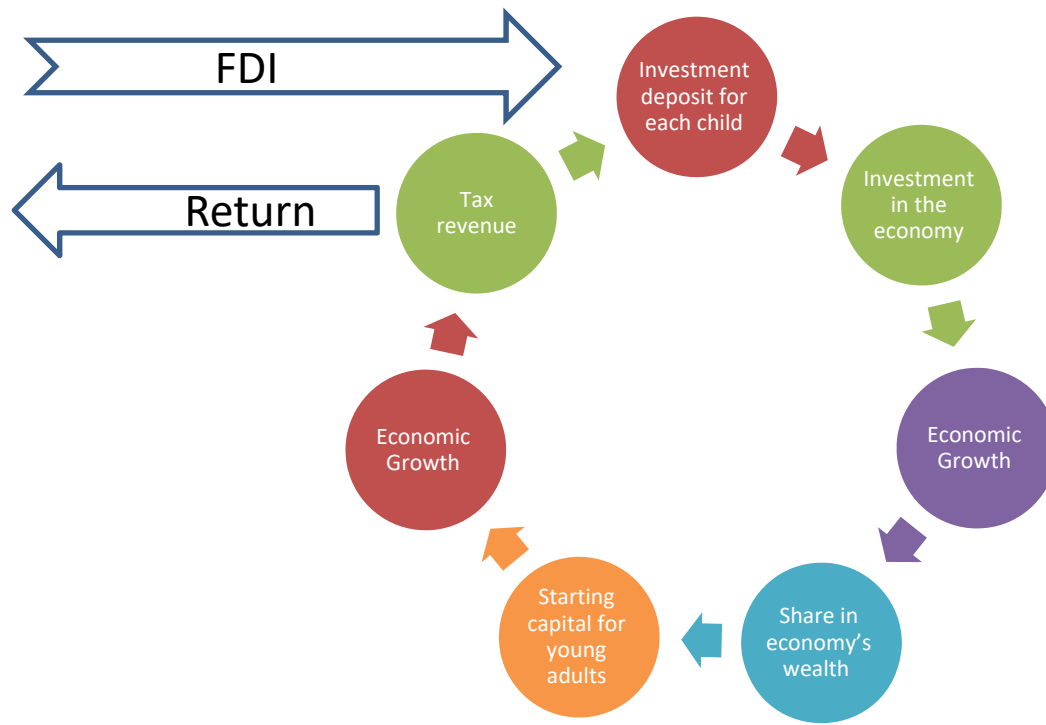 FDI
Return
Investment
deposit for
each child
Investment
in the
economy
Economic
Growth
Share in
economy’s
wealth
Starting
capital for
young
adults
Economic
Growth
Tax
revenue